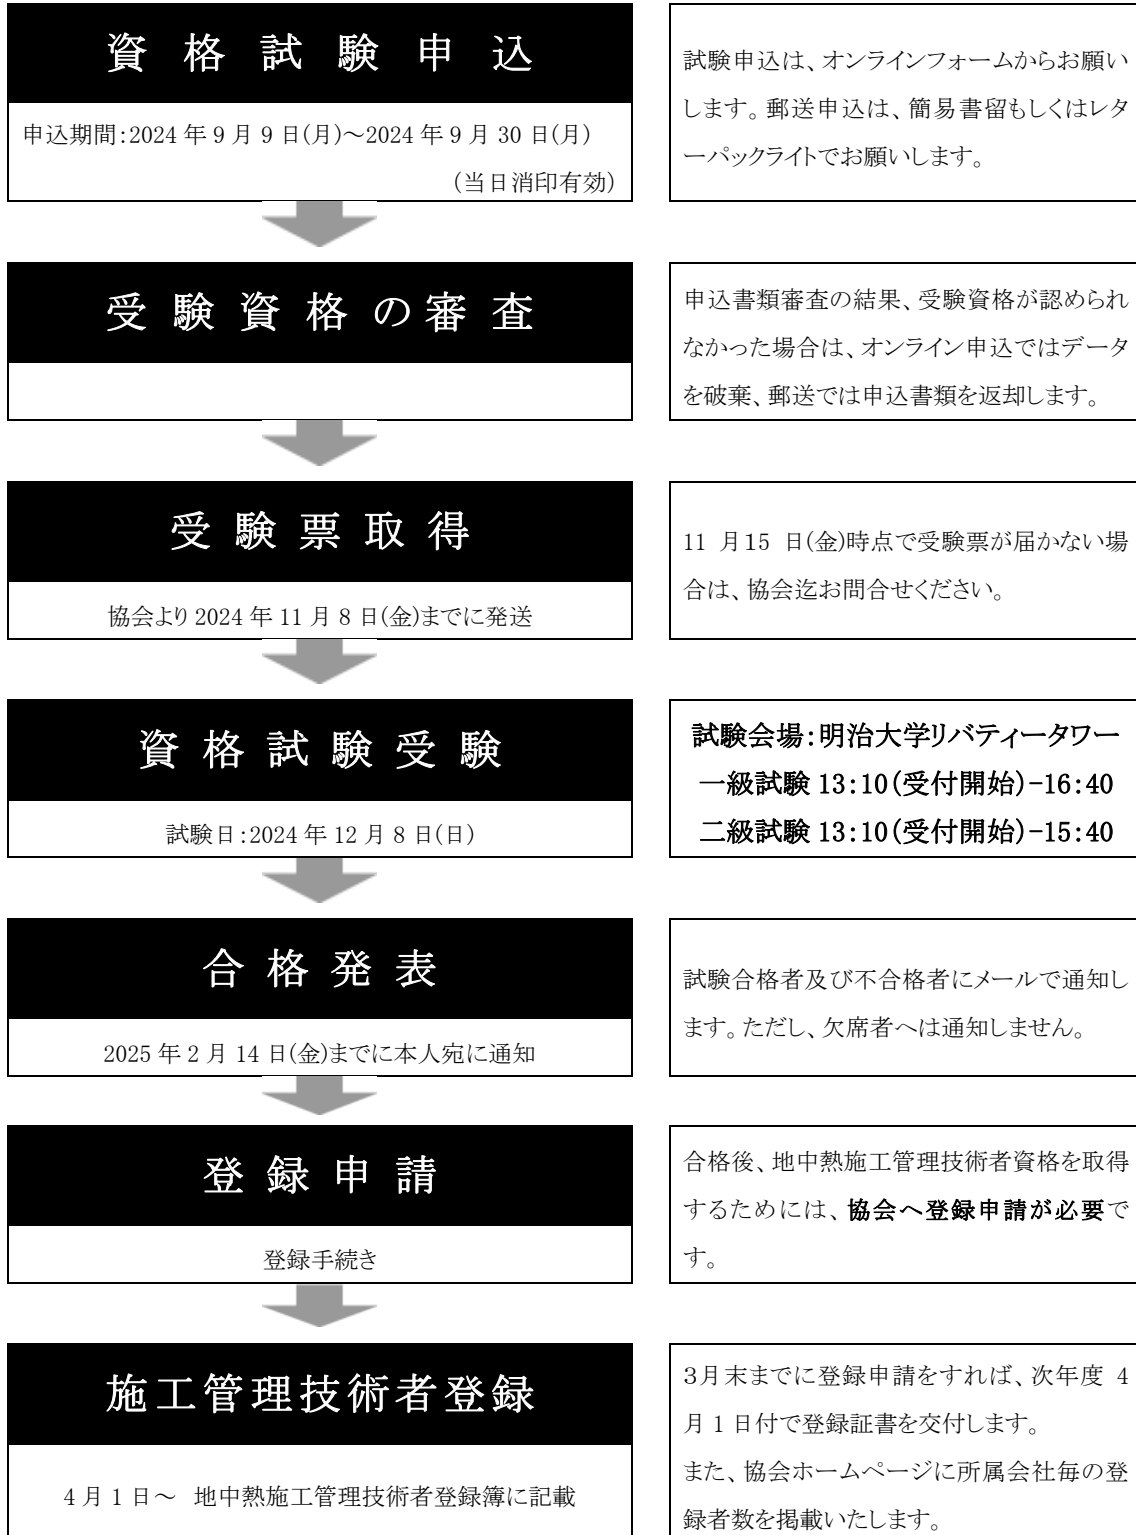 資格試験申込
申込期間:2024年9月9日(月)～2024年9月30日(月)
(当日消印有効)
試験申込は、オンラインフォームからお願い
します。郵送申込は、簡易書留もしくはレタ
ーパックライトでお願いします。
受験資格の審査
申込書類審査の結果、受験資格が認められ
なかった場合は、オンライン申込ではデータ
を破棄、郵送では申込書類を返却します。
受験票取得
協会より2024年11月8日(金)までに発送
11月15日(金)時点で受験票が届かない場
合は、協会迄お問合せください。
資格試験受験
試験日:2024年12月8日(日)
試験会場:明治大学リバティータワー
一級試験 13:10(受付開始)-16:40
二級試験 13:10(受付開始)-15:40
合格発表
2025年2月14日(金)までに本人宛に通知
試験合格者及び不合格者にメールで通知し
ます。ただし、欠席者へは通知しません。
登録申請
登録手続き
合格後、地中熱施工管理技術者資格を取得
するためには、協会へ登録申請が必要で
す。
施工管理技術者登録
4月1日～ 地中熱施工管理技術者登録簿に記載
3月末までに登録申請をすれば、次年度 4
月1日付で登録証書を交付します。
また、協会ホームページに所属会社毎の登
録者数を掲載いたします。